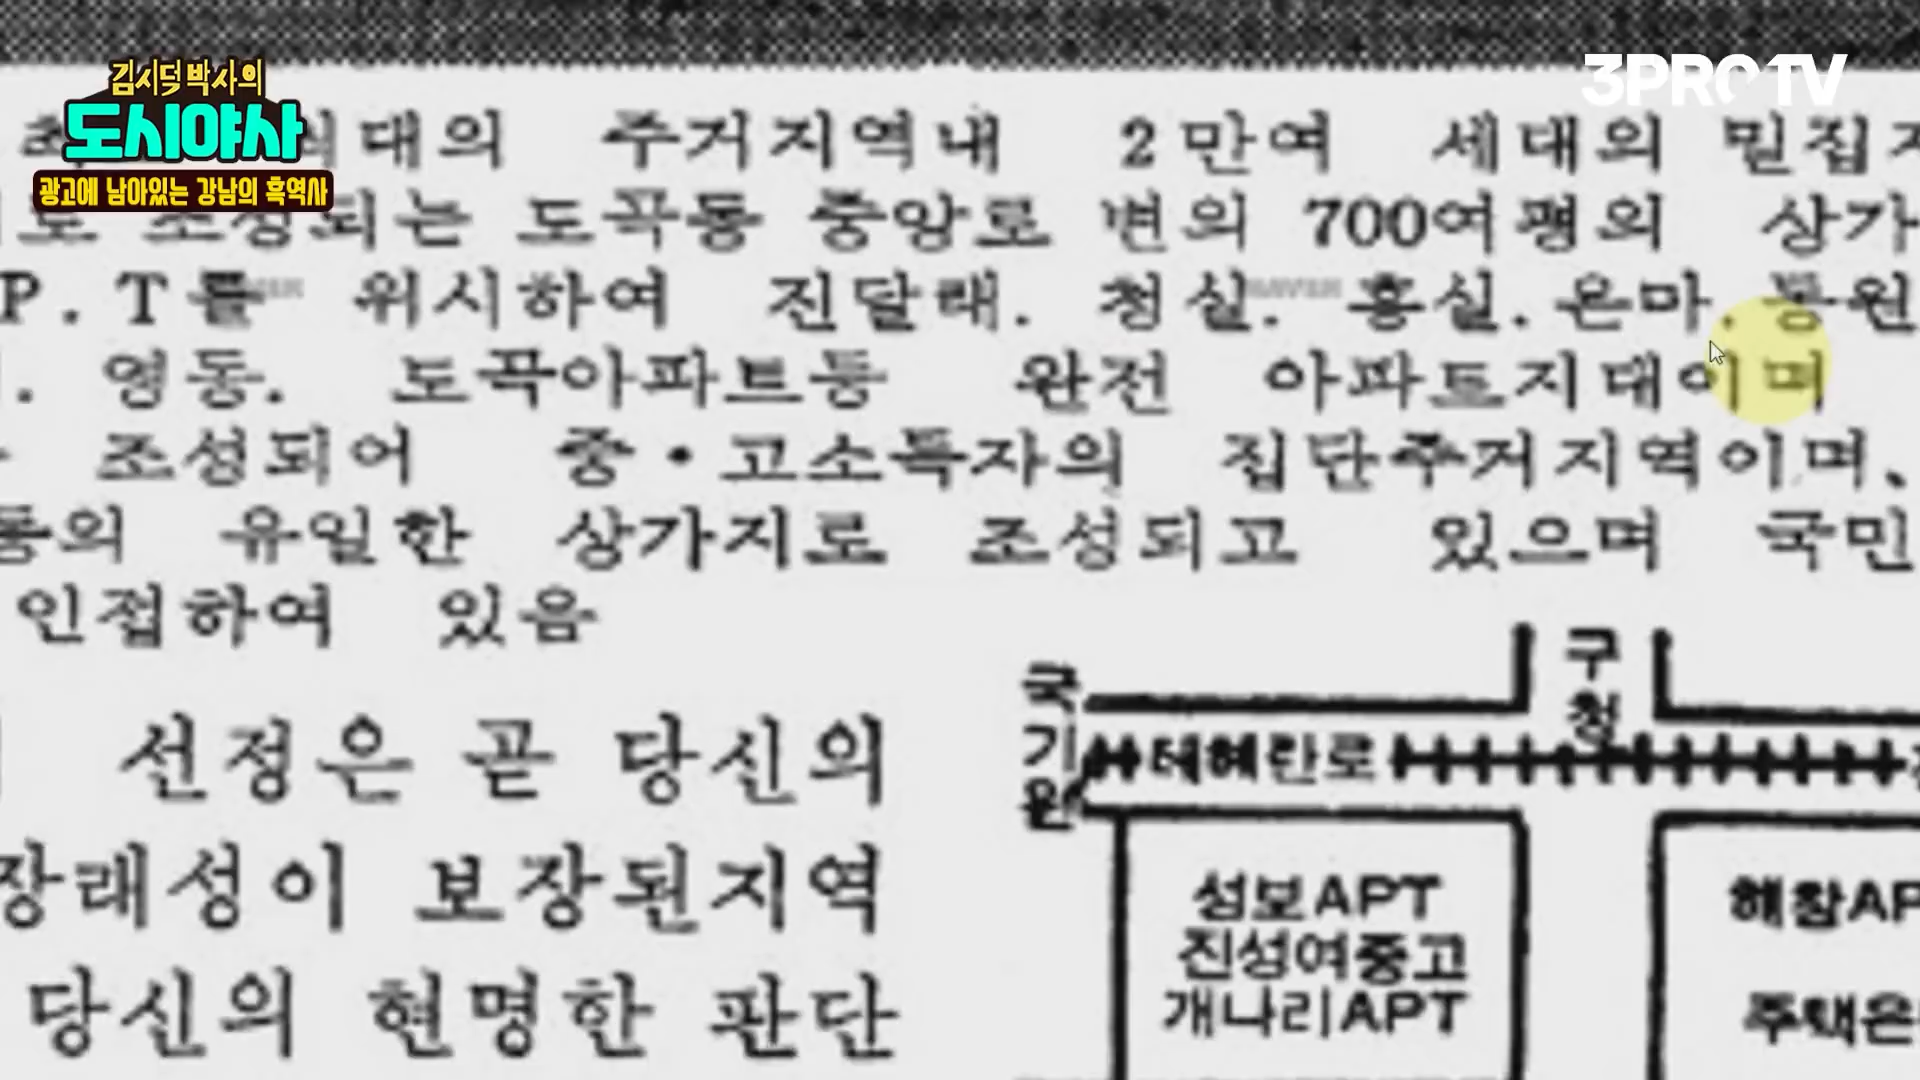 김시덕 박사의
도시야사
광고에 남아있는 강남의 흑역사
3PROTV
대의 주거지역내 2만여 세대의 밀집지
로 조성되는 도곡동 중앙로 변의 700여평의 상가
P.T를 위시하여 진달래. 청실. 홍실. 은마. 동원
. 영동. 도곡아파트등 완전 아파트지대이며
조성되어 중·고소득자의 집단주거지역이며、
동의 유일한 상가지로 조성되고 있으며 국민
인접하여 있음
선정은 곧 당신의
장래성이 보장된지역
당신의 현명한 판단
국기원
구청
테헤란로
성보APT
진성여중고
개나리APT
해창AP
주택은